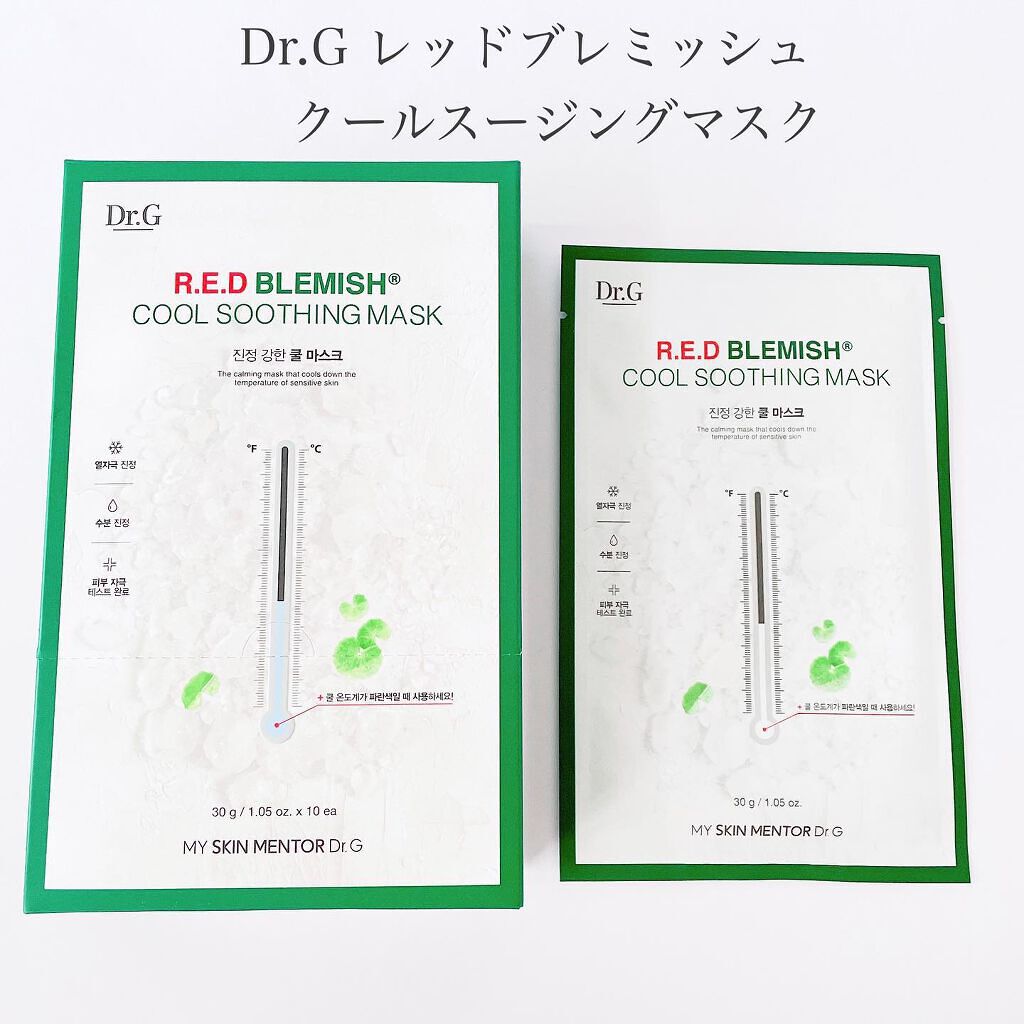 Dr.G レッドブレミッシュ
クールスージングマスク
Dr.G
R.E.D BLEMISH®
COOL SOOTHING MASK
진정 강한 쿨 마스크
The calming mask that cools down the
temperature of sensitive skin
°F °C
열자극 진정
수분 진정
피부 자극
테스트 완료
+ 쿨 온도계가 파란색일 때 사용하세요!
30 g / 1.05 oz. x 10 ea
MY SKIN MENTOR Dr.G
Dr.G
R.E.D BLEMISH®
COOL SOOTHING MASK
진정 강한 쿨 마스크
The calming mask that cools down the
temperature of sensitive skin
°F °C
열자극 진정
수분 진정
피부 자극
테스트 완료
+ 쿨 온도계가 파란색일 때 사용하세요!
30 g / 1.05 oz.
MY SKIN MENTOR Dr.G